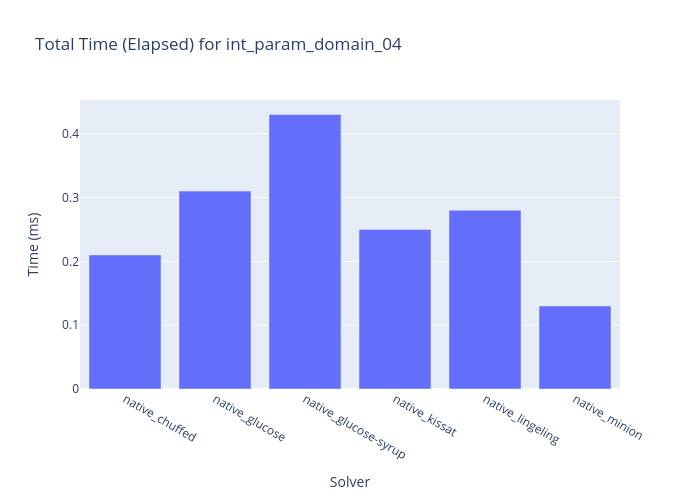 Total Time (Elapsed) for int_param_domain_04
Time (ms)
0.4
0.3
0.2
0.1
0
native_chuffed
native_glucose
native_glucose-syrup
native_kissat
native_lingeling
native_minion
Solver